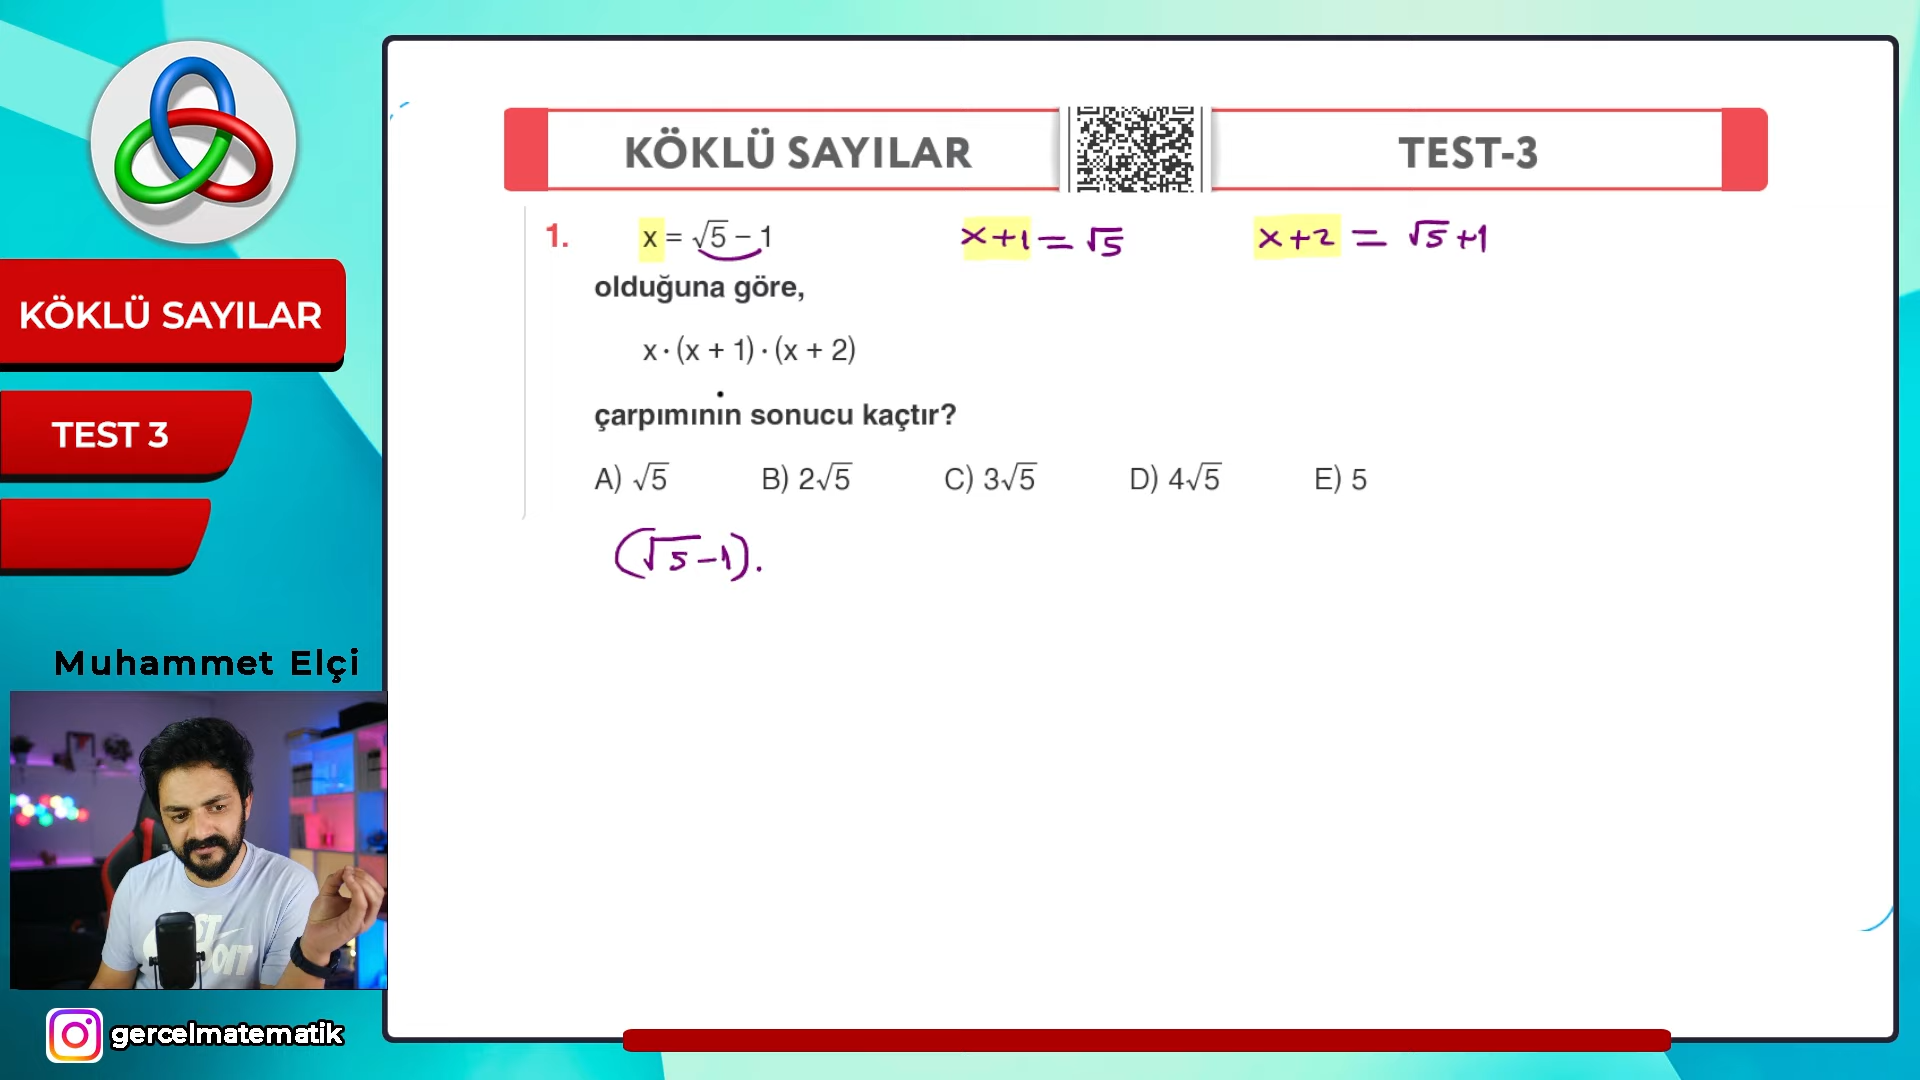 KÖKLÜ SAYILAR
TEST-3
1. x = √5 − 1
x+1 = √5
x+2 = √5+1
olduğuna göre,
x · (x + 1) · (x + 2)
çarpımının sonucu kaçtır?
A) √5 B) 2√5 C) 3√5 D) 4√5 E) 5
(√5-1).
KÖKLÜ SAYILAR
TEST 3
Muhammet Elçi
gercelmatematik